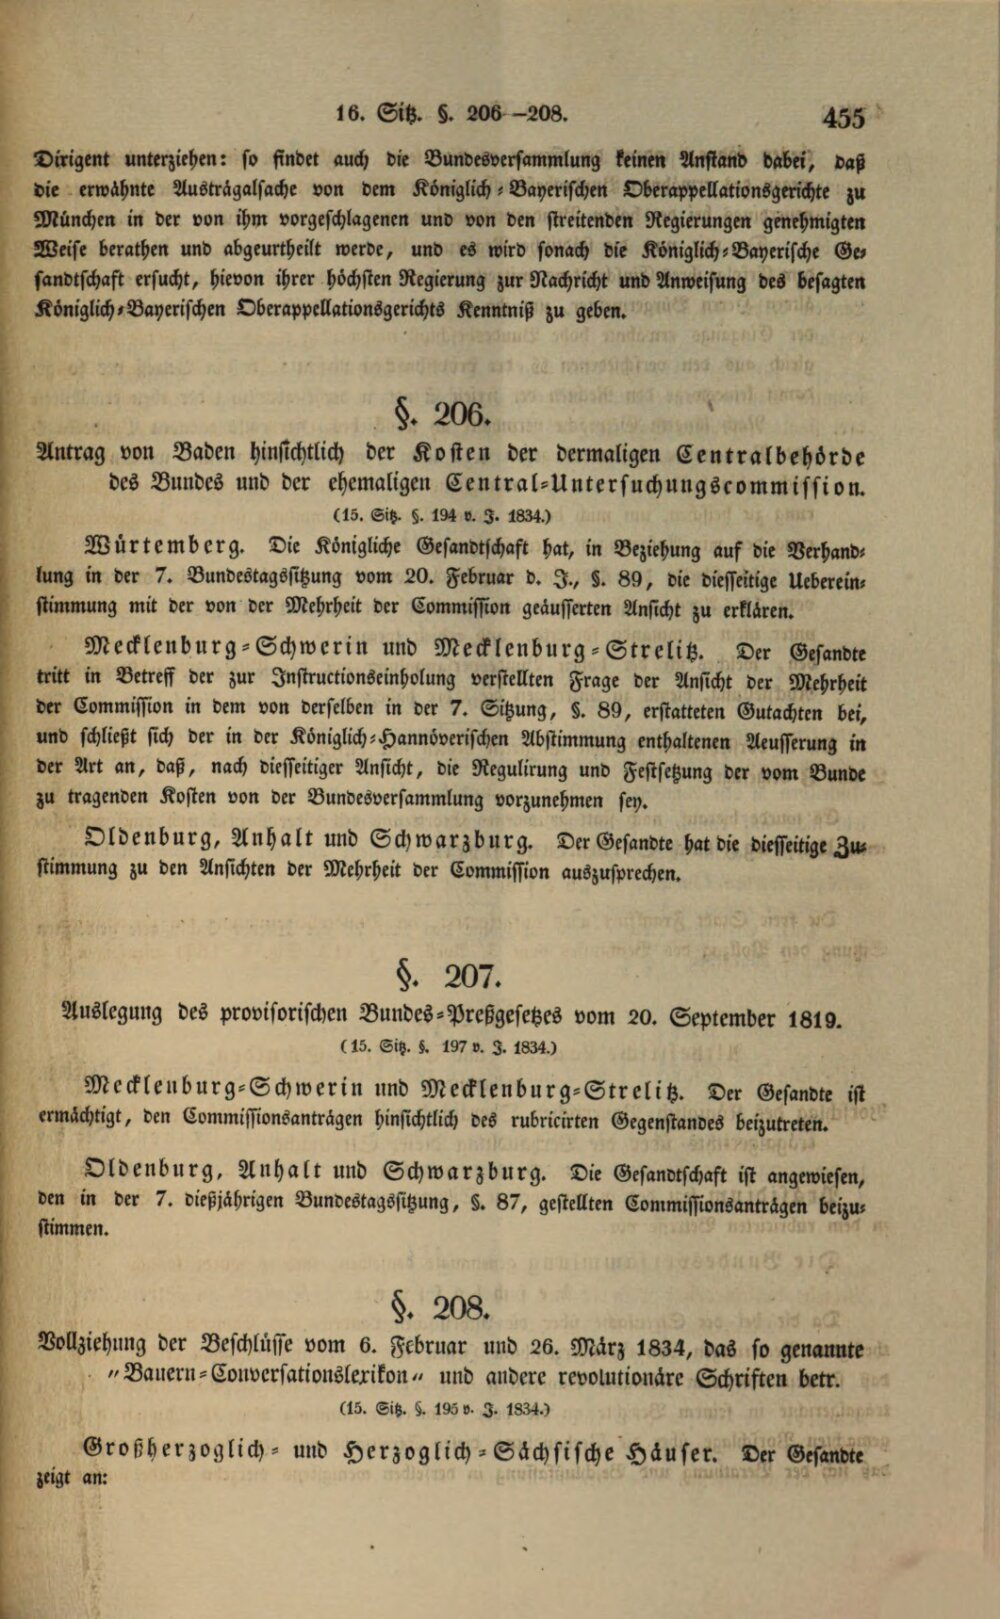 16. Sitz. §. 206—208. 455
Dirigent unterziehen: so findet auch die Bundesversammlung keinen Anstand dabei, daß
die erwähnte Austrägalsache von dem Königlich-Bayerischen Oberappellationsgerichte zu
München in der von ihm vorgeschlagenen und von den streitenden Regierungen genehmigten
Weise berathen und abgeurtheilt werde, und es wird sonach die Königlich-Bayerische Ge-
sandtschaft ersucht, hievon ihrer höchsten Regierung zur Nachricht und Anweisung des besagten
Königlich-Bayerischen Oberappellationsgerichts Kenntniß zu geben.
§. 206.
Antrag von Baden hinsichtlich der Kosten der dermaligen Centralbehörde
des Bundes und der ehemaligen Central-Untersuchungscommission.
(15. Sitz. §. 194 v. J. 1834.)
Würtemberg. Die Königliche Gesandtschaft hat, in Beziehung auf die Verhand-
lung in der 7. Bundestagssitzung vom 20. Februar d. J., §. 89, die diesseitige Ueberein-
stimmung mit der von der Mehrheit der Commission geäusserten Ansicht zu erklären.
Mecklenburg-Schwerin und Mecklenburg-Strelitz. Der Gesandte
tritt in Betreff der zur Instructionseinholung verstellten Frage der Ansicht der Mehrheit
der Commission in dem von derselben in der 7. Sitzung, §. 89, erstatteten Gutachten bei,
und schließt sich der in der Königlich-Hannöverischen Abstimmung enthaltenen Aeusserung in
der Art an, daß, nach diesseitiger Ansicht, die Regulirung und Festsetzung der vom Bunde
zu tragenden Kosten von der Bundesversammlung vorzunehmen sey.
Oldenburg, Anhalt und Schwarzburg. Der Gesandte hat die diesseitige Zu-
stimmung zu den Ansichten der Mehrheit der Commission auszusprechen.
§. 207.
Auslegung des provisorischen Bundes-Preßgesetzes vom 20. September 1819.
(15. Sitz. §. 197 v. J. 1834.)
Mecklenburg-Schwerin und Mecklenburg-Strelitz. Der Gesandte ist
ermächtigt, den Commissionsanträgen hinsichtlich des rubricirten Gegenstandes beizutreten.
Oldenburg, Anhalt und Schwarzburg. Die Gesandtschaft ist angewiesen,
den in der 7. dießjährigen Bundestagssitzung, §. 87, gestellten Commissionsanträgen beizu-
stimmen.
§. 208.
Vollziehung der Beschlüsse vom 6. Februar und 26. März 1834, das so genannte
"Bauern-Conversationslexikon" und andere revolutionäre Schriften betr.
(15. Sitz. §. 195 v. J. 1834.)
Großherzoglich- und Herzoglich-Sächsische Häuser. Der Gesandte
zeigt an: